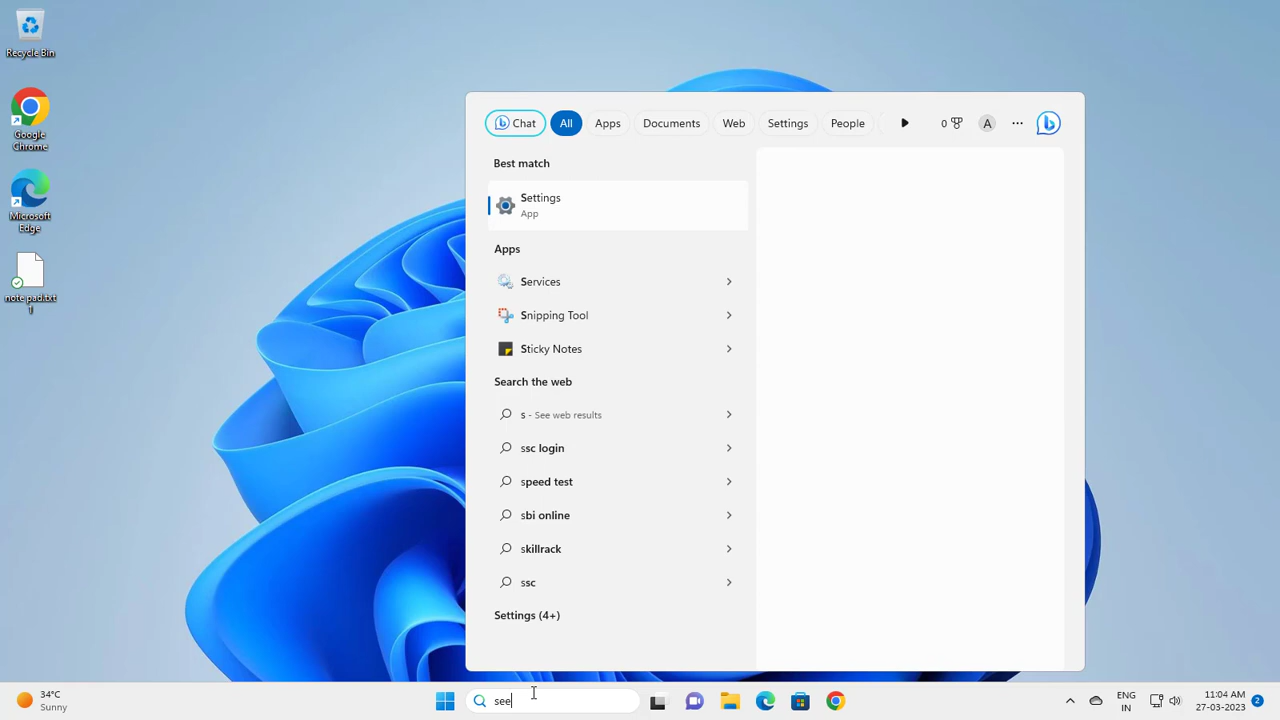 Recycle Bin
Google
Chrome
Microsoft
Edge
note pad.txt
Chat
All
Apps
Documents
Web
Settings
People
0
A
Best match
Settings
App
Apps
Services
Snipping Tool
Sticky Notes
Search the web
s - See web results
ssc login
speed test
sbi online
skillrack
ssc
Settings (4+)
34°C
Sunny
see
ENG
IN
11:04 AM
27-03-2023
2